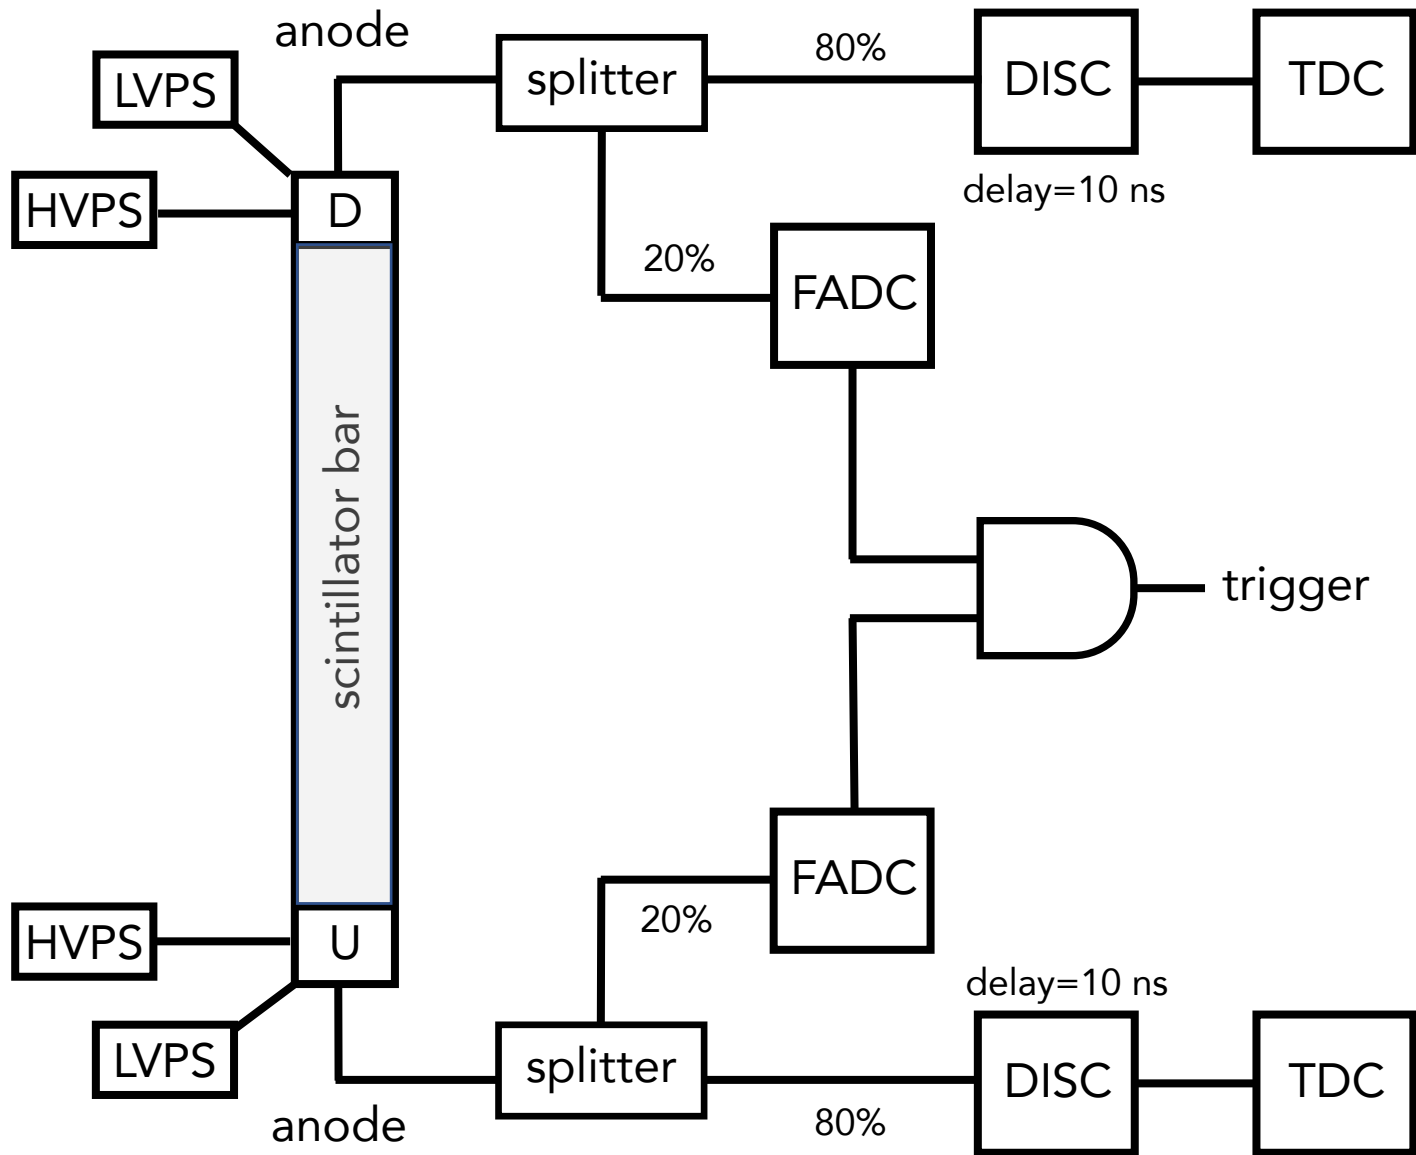 anode
80%
LVPS
splitter
DISC
TDC
delay=10 ns
HVPS
D
20%
FADC
scintillator bar
trigger
FADC
20%
HVPS
U
delay=10 ns
LVPS
splitter
DISC
TDC
anode
80%